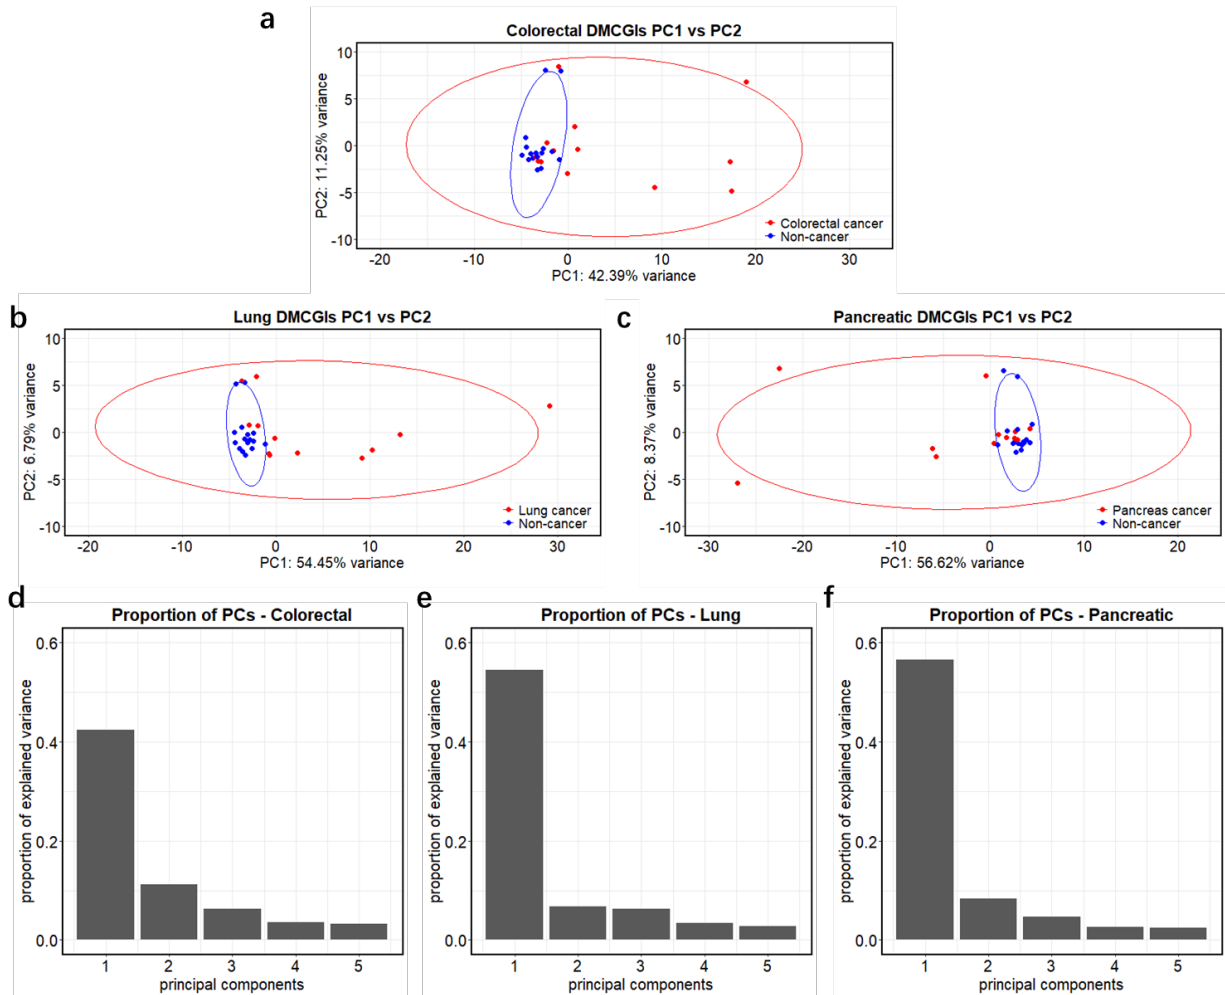 a
Colorectal DMCGIs PC1 vs PC2
PC2: 11.25% variance
10
5
0
-5
-10
Colorectal cancer
Non-cancer
-20
-10
0
10
20
30
PC1: 42.39% variance
b
Lung DMCGIs PC1 vs PC2
PC2: 6.79% variance
10
5
0
-5
-10
Lung cancer
Non-cancer
-20
-10
0
10
20
30
PC1: 54.45% variance
c
Pancreatic DMCGIs PC1 vs PC2
PC2: 8.37% variance
10
5
0
-5
-10
Pancreas cancer
Non-cancer
-30
-20
-10
0
10
20
PC1: 56.62% variance
d
Proportion of PCs - Colorectal
proportion of explained variance
0.6
0.4
0.2
0.0
1
2
3
4
5
principal components
e
Proportion of PCs - Lung
proportion of explained variance
0.6
0.4
0.2
0.0
1
2
3
4
5
principal components
f
Proportion of PCs - Pancreatic
proportion of explained variance
0.6
0.4
0.2
0.0
1
2
3
4
5
principal components